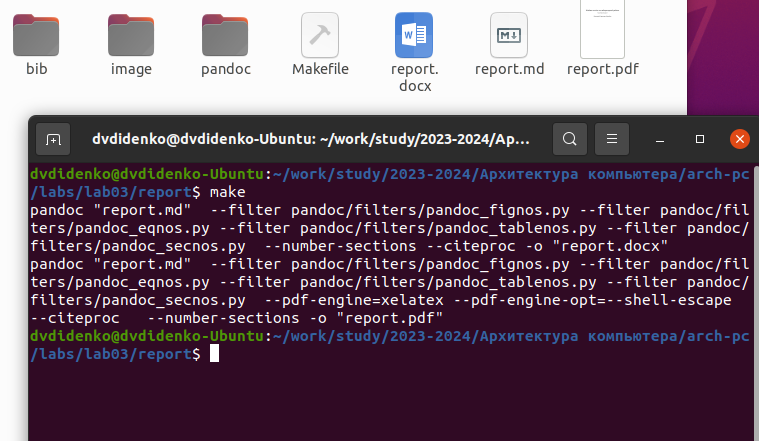 bib
image
pandoc
Makefile
report.
docx
report.md
report.pdf
dvdidenko@dvdidenko-Ubuntu: ~/work/study/2023-2024/Ар...
dvdidenko@dvdidenko-Ubuntu:~/work/study/2023-2024/Архитектура компьютера/arch-pc
/labs/lab03/report$ make
pandoc "report.md"  --filter pandoc/filters/pandoc_fignos.py --filter pandoc/fil
ters/pandoc_eqnos.py --filter pandoc/filters/pandoc_tablenos.py --filter pandoc/
filters/pandoc_secnos.py  --number-sections --citeproc -o "report.docx"
pandoc "report.md"  --filter pandoc/filters/pandoc_fignos.py --filter pandoc/fil
ters/pandoc_eqnos.py --filter pandoc/filters/pandoc_tablenos.py --filter pandoc/
filters/pandoc_secnos.py  --pdf-engine=xelatex --pdf-engine-opt=--shell-escape
--citeproc   --number-sections -o "report.pdf"
dvdidenko@dvdidenko-Ubuntu:~/work/study/2023-2024/Архитектура компьютера/arch-pc
/labs/lab03/report$